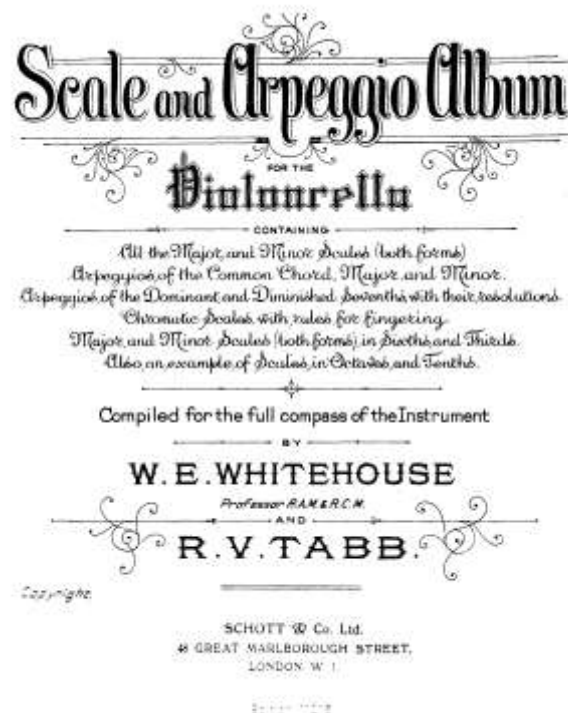 Scale and Arpeggio Album
FOR THE
Violoncello
CONTAINING
All the Major and Minor Scales (both forms)
Arpeggios of the Common Chord, Major and Minor.
Arpeggios of the Dominant and Diminished Sevenths, with their resolutions
Chromatic Scales, with rules for fingering
Major and Minor Scales (both forms) in Sixths and Thirds.
Also an example of Scales in Octaves and Tenths.
Compiled for the full compass of the Instrument
BY
W. E. WHITEHOUSE
Professor R.A.M. & R.C.M.
AND
R. V. TABB.
Copyright.
SCHOTT & Co. Ltd.
48 GREAT MARLBOROUGH STREET,
LONDON W 1